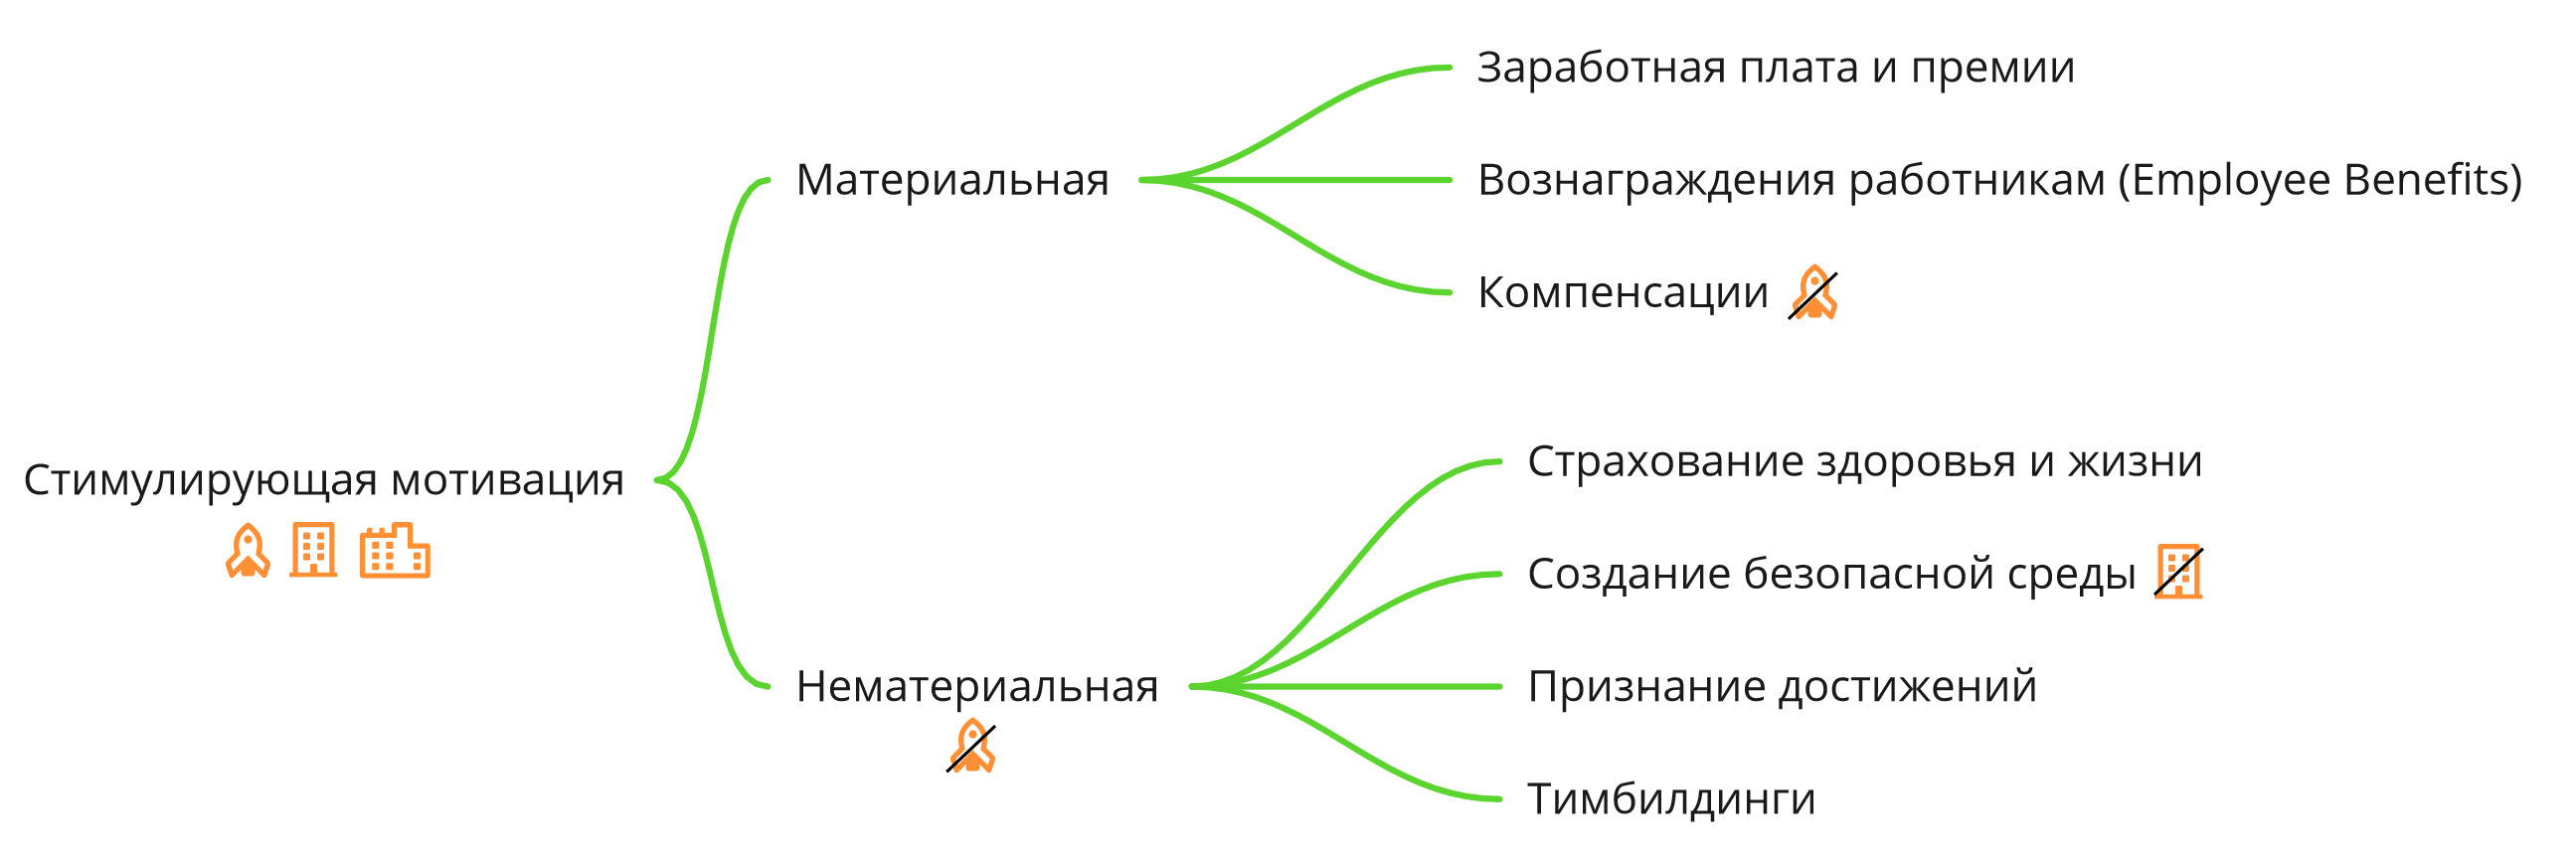 Стимулирующая мотивация
Материальная
Заработная плата и премии
Вознаграждения работникам (Employee Benefits)
Компенсации
Нематериальная
Страхование здоровья и жизни
Создание безопасной среды
Признание достижений
Тимбилдинги